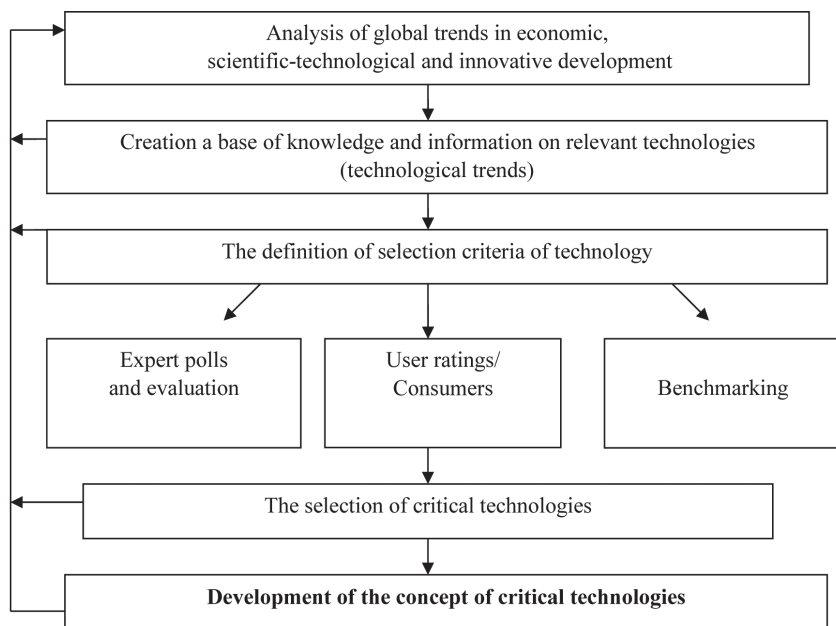 Analysis of global trends in economic,
scientific-technological and innovative development
Creation a base of knowledge and information on relevant technologies
(technological trends)
The definition of selection criteria of technology
Expert polls
and evaluation
User ratings/
Consumers
Benchmarking
The selection of critical technologies
Development of the concept of critical technologies